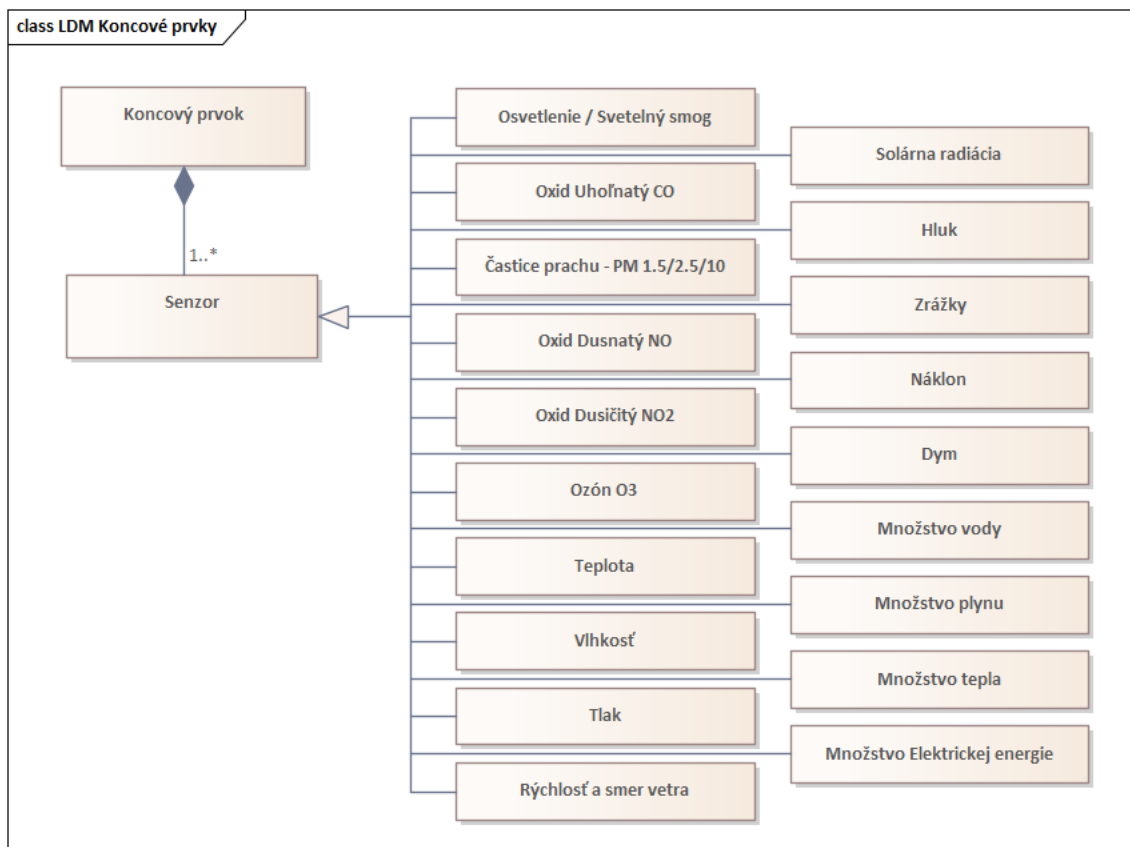 class LDM Koncové prvky
Koncový prvok
1..*
Senzor
Osvetlenie / Svetelný smog
Oxid Uhoľnatý CO
Častice prachu - PM 1.5/2.5/10
Oxid Dusnatý NO
Oxid Dusičitý NO2
Ozón O3
Teplota
Vlhkosť
Tlak
Rýchlosť a smer vetra
Solárna radiácia
Hluk
Zrážky
Náklon
Dym
Množstvo vody
Množstvo plynu
Množstvo tepla
Množstvo Elektrickej energie